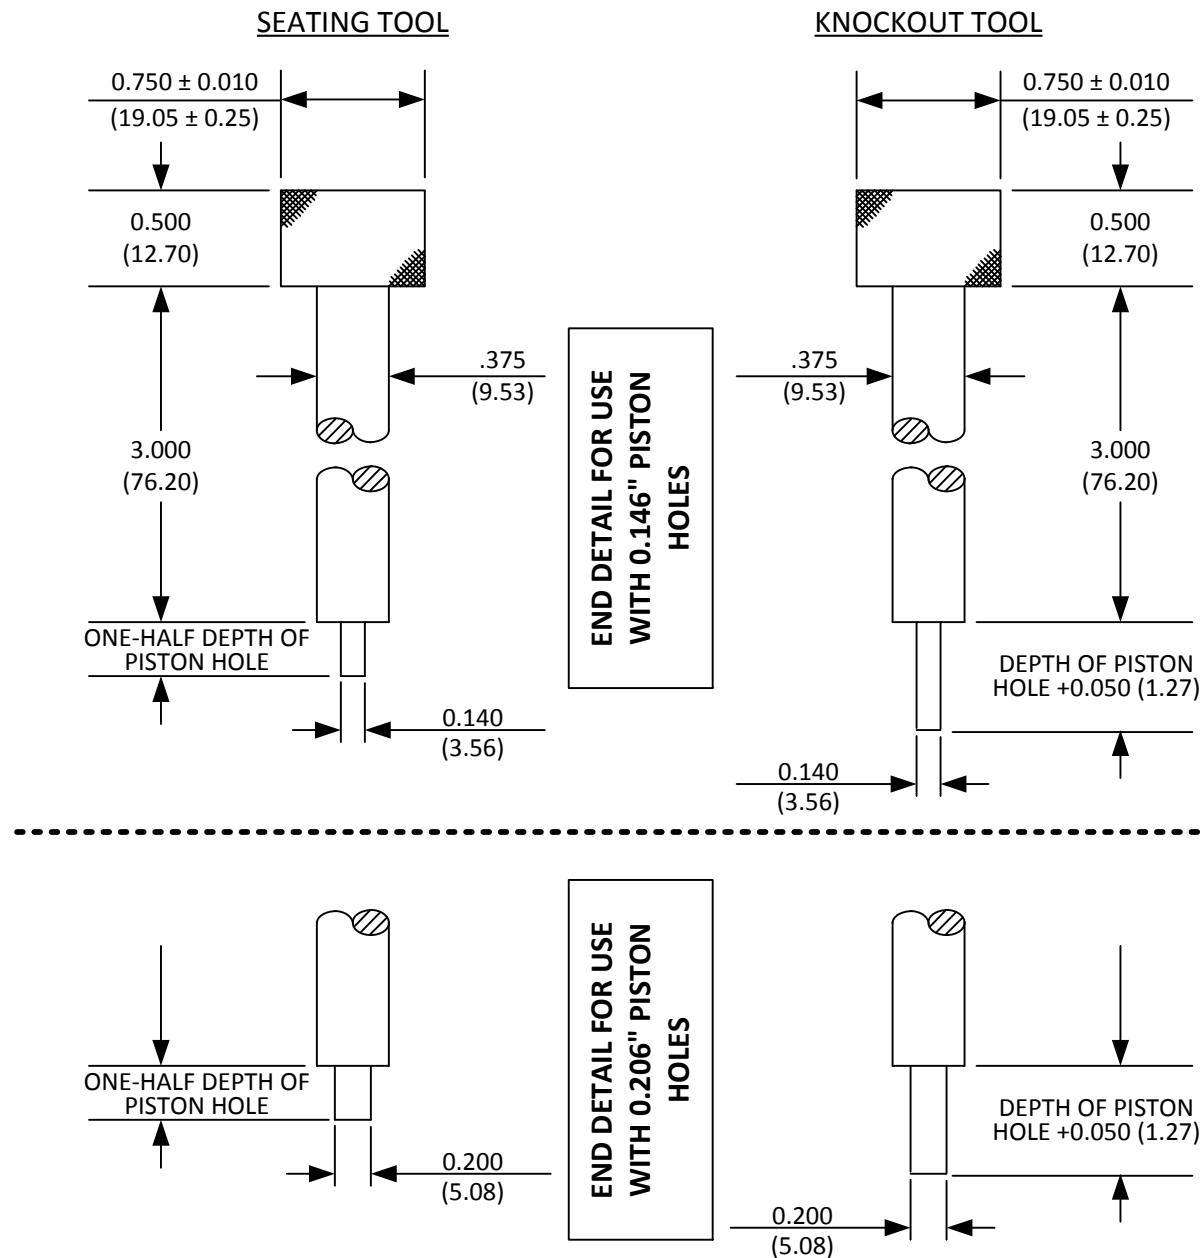 SEATING TOOL
KNOCKOUT TOOL
0.750 ± 0.010
(19.05 ± 0.25)
0.750 ± 0.010
(19.05 ± 0.25)
0.500
(12.70)
0.500
(12.70)
.375
(9.53)
.375
(9.53)
3.000
(76.20)
END DETAIL FOR USE
WITH 0.146" PISTON
HOLES
3.000
(76.20)
ONE-HALF DEPTH OF
PISTON HOLE
DEPTH OF PISTON
HOLE +0.050 (1.27)
0.140
(3.56)
0.140
(3.56)
END DETAIL FOR USE
WITH 0.206" PISTON
HOLES
ONE-HALF DEPTH OF
PISTON HOLE
DEPTH OF PISTON
HOLE +0.050 (1.27)
0.200
(5.08)
0.200
(5.08)